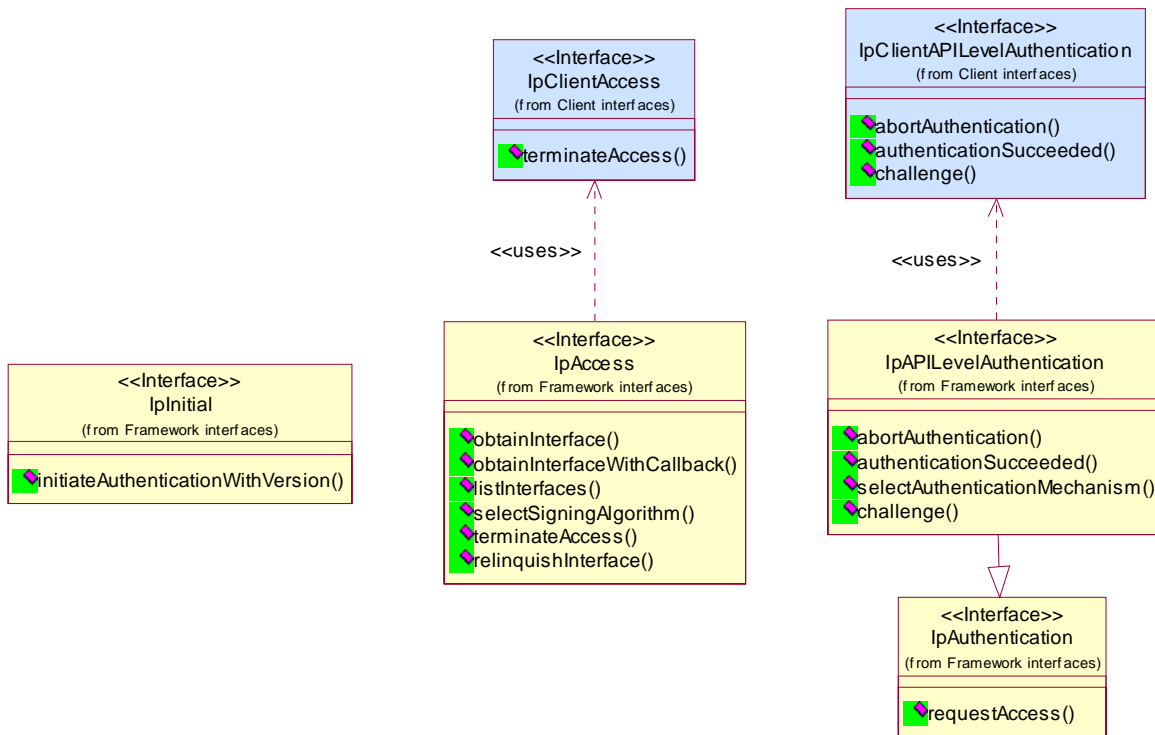 <<Interface>>
IpClientAccess
(from Client interfaces)
terminateAccess()
<<Interface>>
IpClientAPILevelAuthentication
(from Client interfaces)
abortAuthentication()
authenticationSucceeded()
challenge()
<<uses>>
<<uses>>
<<Interface>>
IpInitial
(from Framework interfaces)
initiateAuthenticationWithVersion()
<<Interface>>
IpAccess
(from Framework interfaces)
obtainInterface()
obtainInterfaceWithCallback()
listInterfaces()
selectSigningAlgorithm()
terminateAccess()
relinquishInterface()
<<Interface>>
IpAPILevelAuthentication
(from Framework interfaces)
abortAuthentication()
authenticationSucceeded()
selectAuthenticationMechanism()
challenge()
<<Interface>>
IpAuthentication
(from Framework interfaces)
requestAccess()